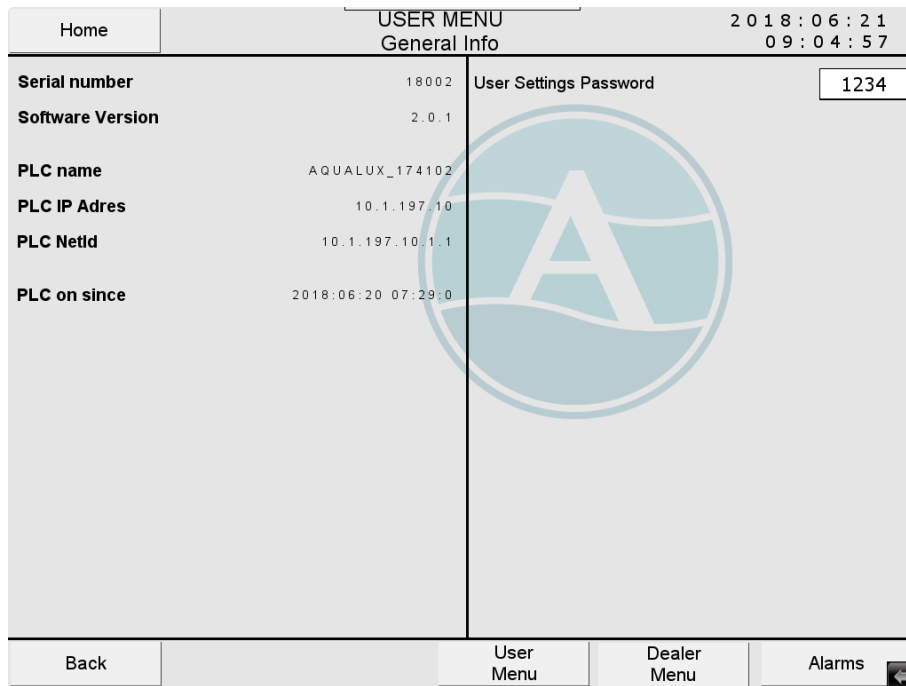 Home
USER MENU
General Info
2018:06:21
09:04:57
Serial number 18002
Software Version 2.0.1
PLC name AQUALUX_174102
PLC IP Adres 10.1.197.10
PLC NetId 10.1.197.10.1.1
PLC on since 2018:06:20 07:29:0
User Settings Password 1234
A
Back
User
Menu
Dealer
Menu
Alarms